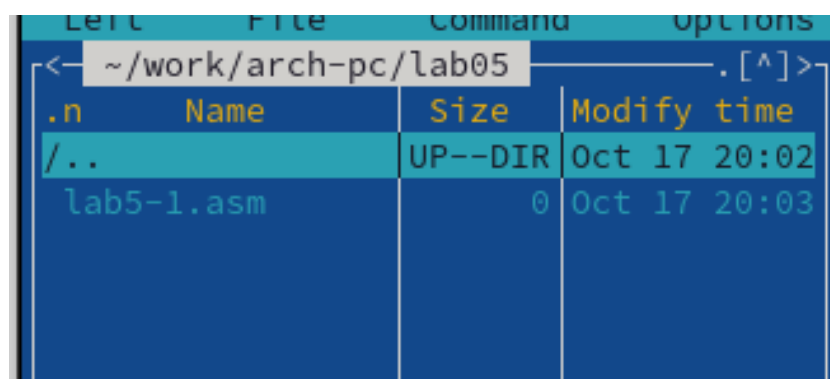 Left File Command Options
<─ ~/work/arch-pc/lab05 ─.[^]>
.n Name Size Modify time
/.. UP--DIR Oct 17 20:02
lab5-1.asm 0 Oct 17 20:03